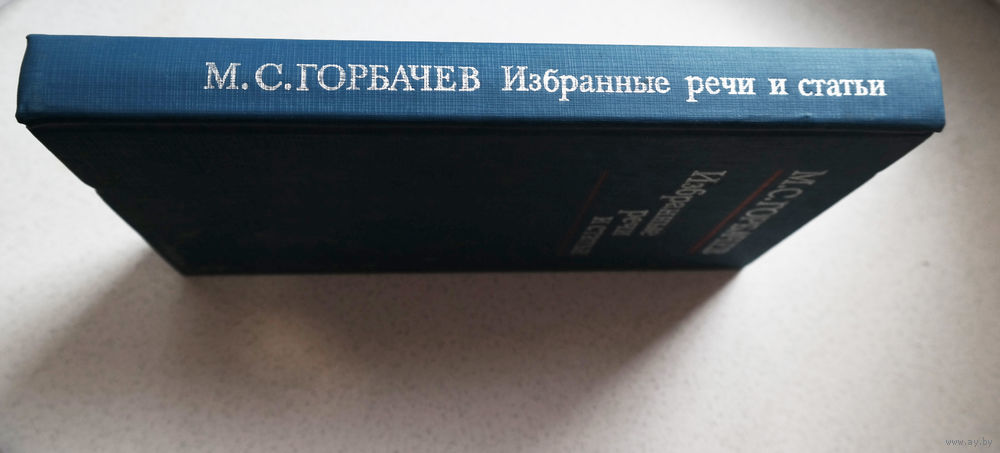 М. С. ГОРБАЧЕВ Избранные речи и статьи
М.С.ГОРБАЧЕВ
Избранные
речи
и статьи
www.ay.by